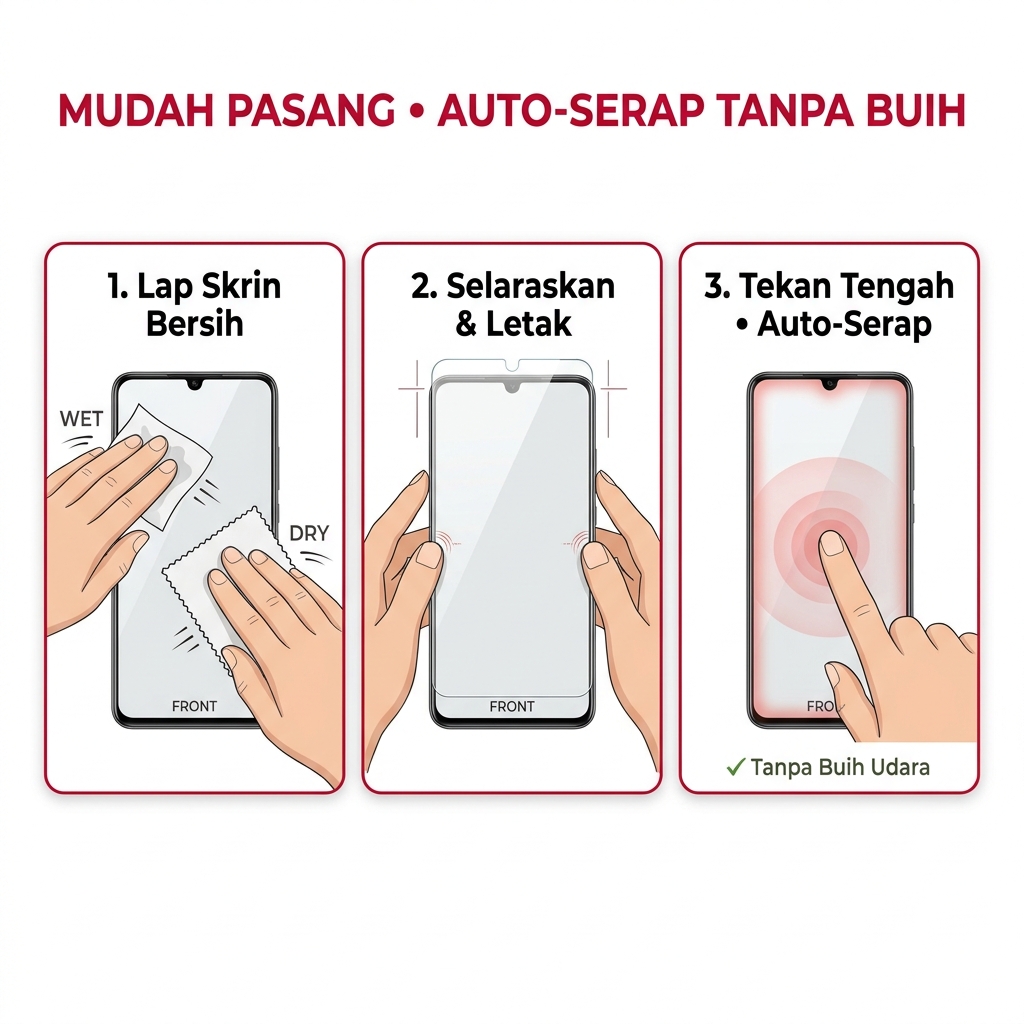 MUDAH PASANG • AUTO-SERAP TANPA BUIH
1. Lap Skrin
Bersih
WET
DRY
FRONT
2. Selaraskan
& Letak
FRONT
3. Tekan Tengah
• Auto-Serap
FRO
✓ Tanpa Buih Udara